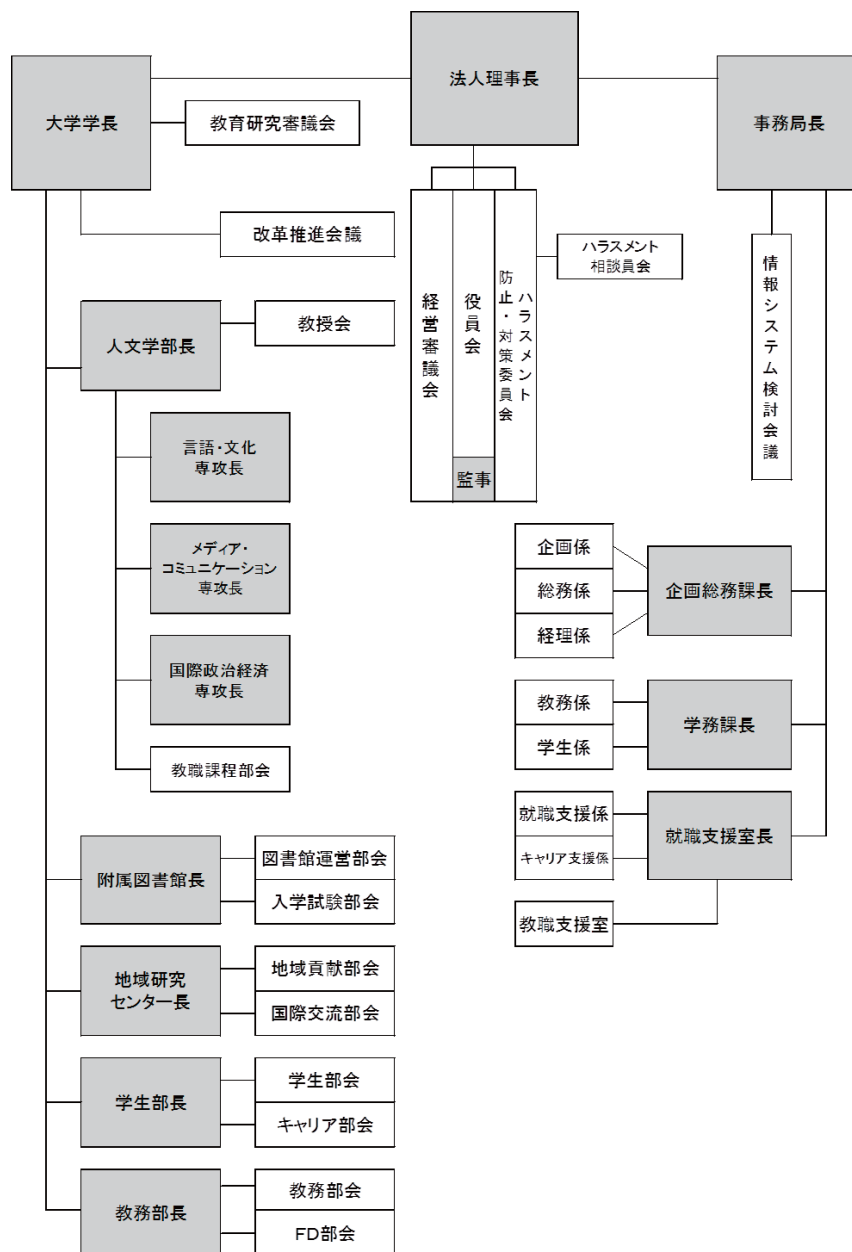 法人理事長
大学学長
事務局長
教育研究審議会
改革推進会議
経営審議会
役員会
監事
ハラスメント
防止・対策委員会
ハラスメント
相談員会
情報システム検討会議
人文学部長
教授会
言語・文化
専攻長
メディア・
コミュニケーション
専攻長
国際政治経済
専攻長
教職課程部会
附属図書館長
図書館運営部会
入学試験部会
地域研究
センター長
地域貢献部会
国際交流部会
学生部長
学生部会
キャリア部会
教務部長
教務部会
FD部会
企画係
総務係
経理係
企画総務課長
教務係
学生係
学務課長
就職支援係
キャリア支援係
就職支援室長
教職支援室